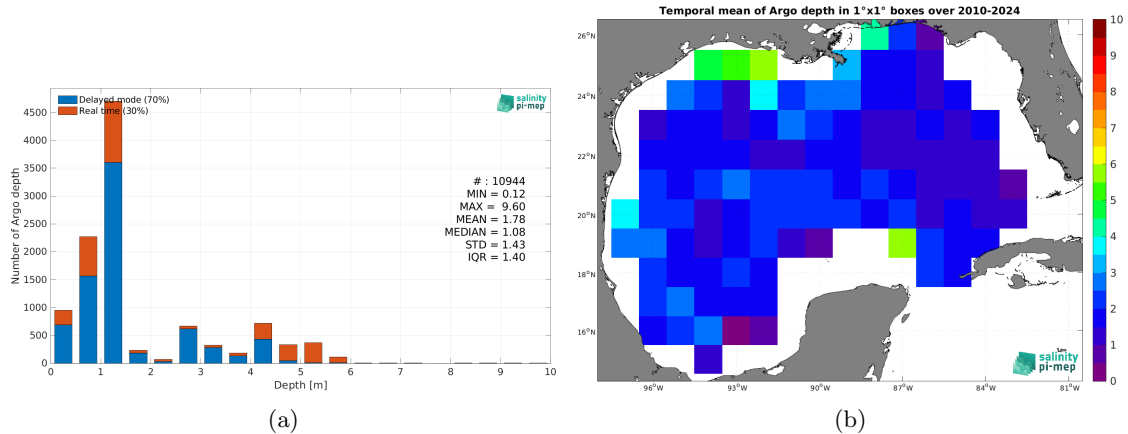 Delayed mode (70%)
Real time (30%)
salinity
pi-mep
# : 10944
MIN = 0.12
MAX = 9.60
MEAN = 1.78
MEDIAN = 1.08
STD = 1.43
IQR = 1.40
Number of Argo depth
4500
4000
3500
3000
2500
2000
1500
1000
500
0
0 1 2 3 4 5 6 7 8 9 10
Depth [m]
(a)
Temporal mean of Argo depth in 1°x1° boxes over 2010-2024
26°N
24°N
22°N
20°N
18°N
16°N
96°W 93°W 90°W 87°W 84°W 81°W
salinity
pi-mep
10
9
8
7
6
5
4
3
2
1
0
(b)